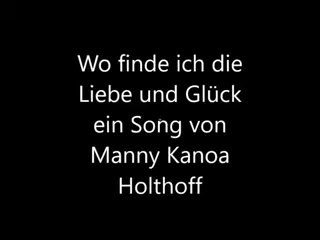 Wo finde ich die
Liebe und Glück
ein Song von
Manny Kanoa
Holthoff